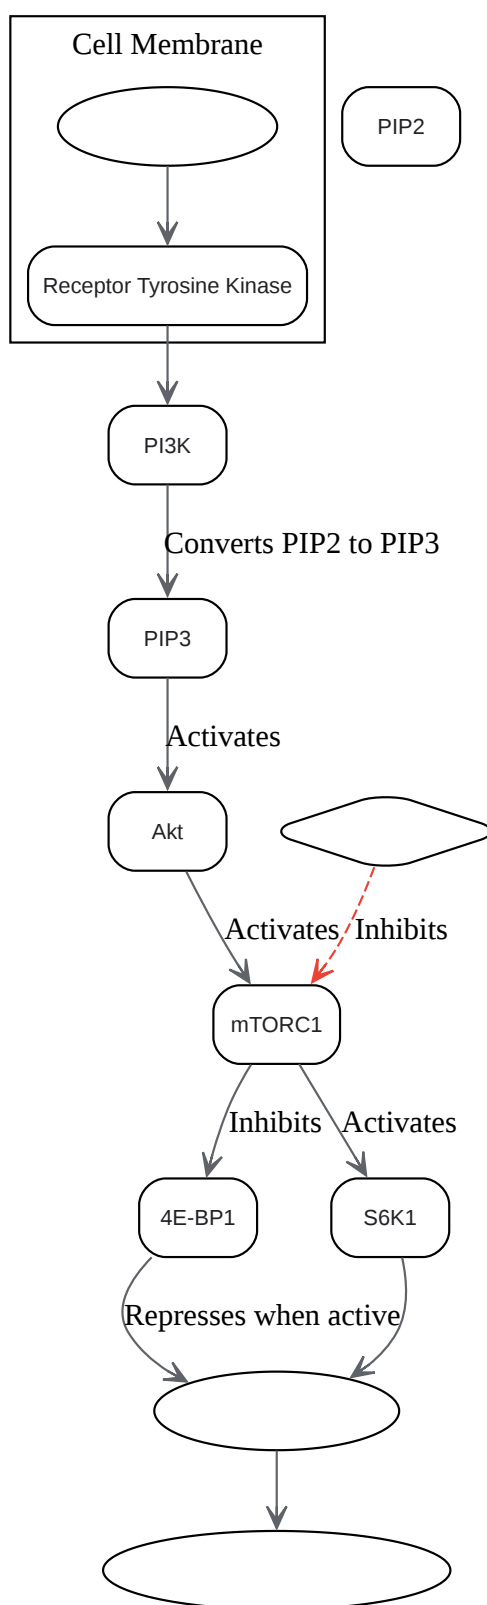 Cell Membrane
PIP2
Receptor Tyrosine Kinase
PI3K
Converts PIP2 to PIP3
PIP3
Activates
Akt
Activates
Inhibits
mTORC1
Inhibits
Activates
4E-BP1
S6K1
Represses when active